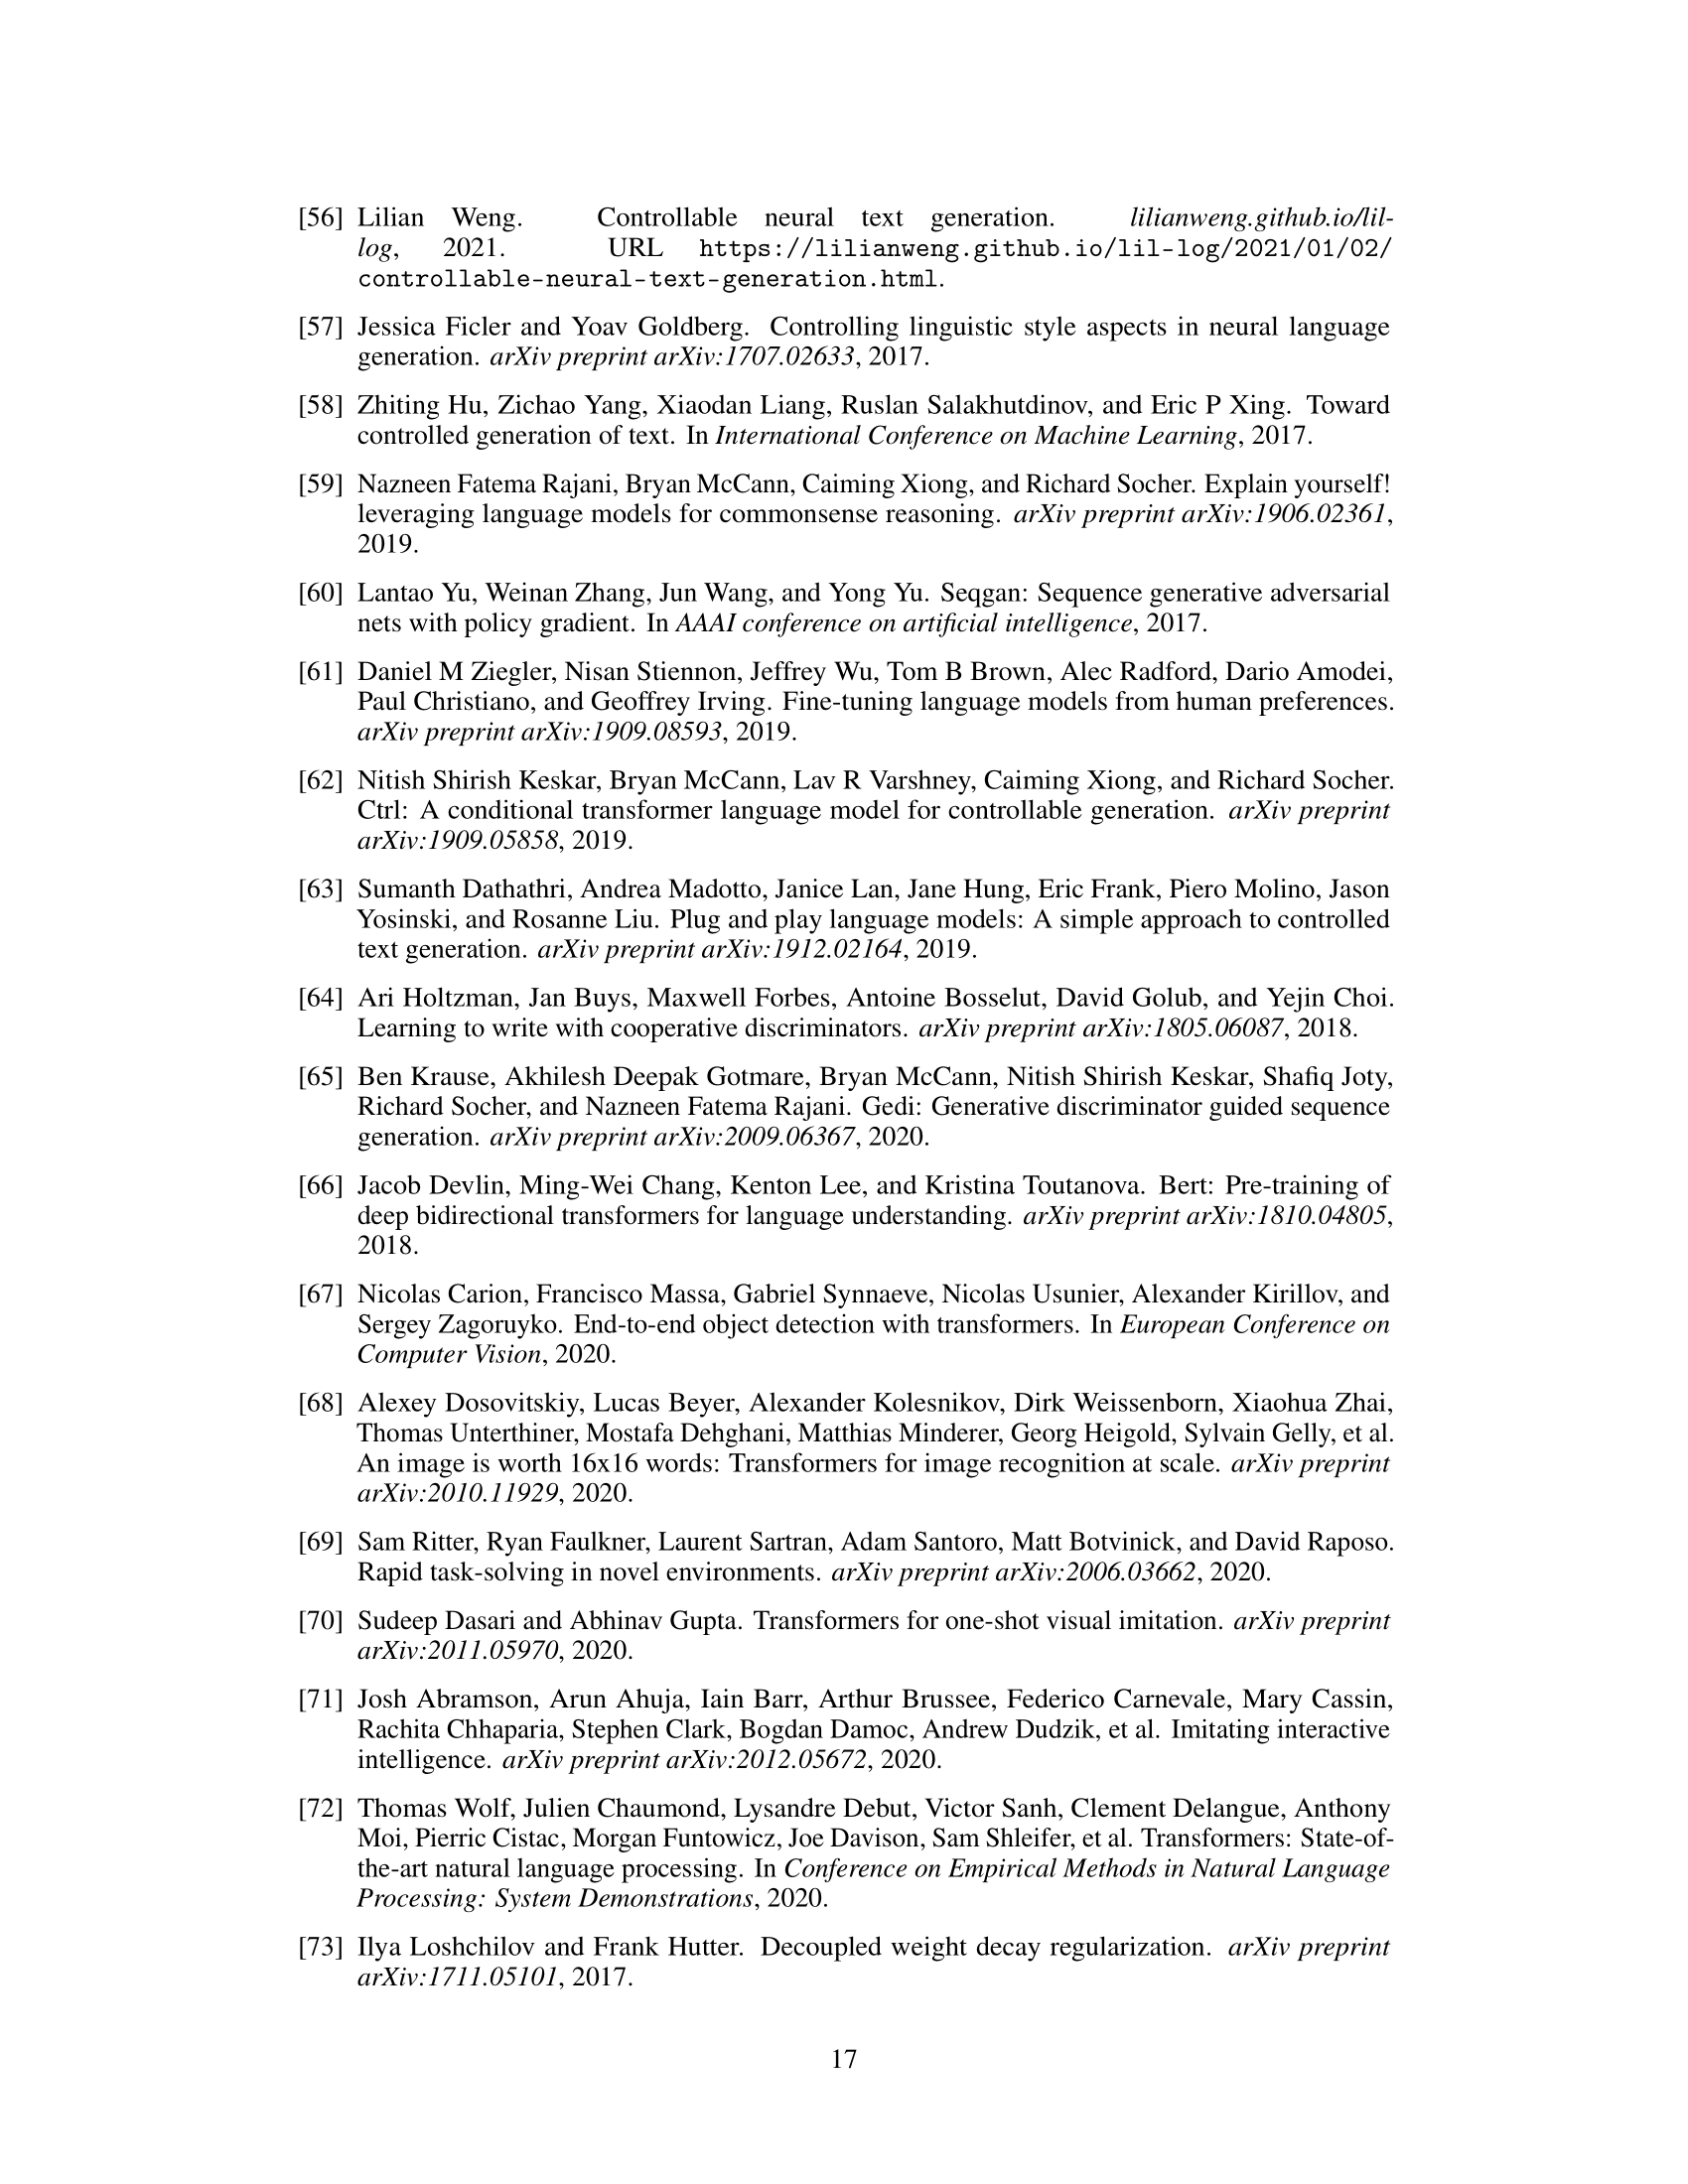 [56] Lilian Weng. Controllable neural text generation. lilianweng.github.io/lil-
log, 2021. URL https://lilianweng.github.io/lil-log/2021/01/02/
controllable-neural-text-generation.html.
[57] Jessica Ficler and Yoav Goldberg. Controlling linguistic style aspects in neural language
generation. arXiv preprint arXiv:1707.02633, 2017.
[58] Zhiting Hu, Zichao Yang, Xiaodan Liang, Ruslan Salakhutdinov, and Eric P Xing. Toward
controlled generation of text. In International Conference on Machine Learning, 2017.
[59] Nazneen Fatema Rajani, Bryan McCann, Caiming Xiong, and Richard Socher. Explain yourself!
leveraging language models for commonsense reasoning. arXiv preprint arXiv:1906.02361,
2019.
[60] Lantao Yu, Weinan Zhang, Jun Wang, and Yong Yu. Seqgan: Sequence generative adversarial
nets with policy gradient. In AAAI conference on artificial intelligence, 2017.
[61] Daniel M Ziegler, Nisan Stiennon, Jeffrey Wu, Tom B Brown, Alec Radford, Dario Amodei,
Paul Christiano, and Geoffrey Irving. Fine-tuning language models from human preferences.
arXiv preprint arXiv:1909.08593, 2019.
[62] Nitish Shirish Keskar, Bryan McCann, Lav R Varshney, Caiming Xiong, and Richard Socher.
Ctrl: A conditional transformer language model for controllable generation. arXiv preprint
arXiv:1909.05858, 2019.
[63] Sumanth Dathathri, Andrea Madotto, Janice Lan, Jane Hung, Eric Frank, Piero Molino, Jason
Yosinski, and Rosanne Liu. Plug and play language models: A simple approach to controlled
text generation. arXiv preprint arXiv:1912.02164, 2019.
[64] Ari Holtzman, Jan Buys, Maxwell Forbes, Antoine Bosselut, David Golub, and Yejin Choi.
Learning to write with cooperative discriminators. arXiv preprint arXiv:1805.06087, 2018.
[65] Ben Krause, Akhilesh Deepak Gotmare, Bryan McCann, Nitish Shirish Keskar, Shafiq Joty,
Richard Socher, and Nazneen Fatema Rajani. Gedi: Generative discriminator guided sequence
generation. arXiv preprint arXiv:2009.06367, 2020.
[66] Jacob Devlin, Ming-Wei Chang, Kenton Lee, and Kristina Toutanova. Bert: Pre-training of
deep bidirectional transformers for language understanding. arXiv preprint arXiv:1810.04805,
2018.
[67] Nicolas Carion, Francisco Massa, Gabriel Synnaeve, Nicolas Usunier, Alexander Kirillov, and
Sergey Zagoruyko. End-to-end object detection with transformers. In European Conference on
Computer Vision, 2020.
[68] Alexey Dosovitskiy, Lucas Beyer, Alexander Kolesnikov, Dirk Weissenborn, Xiaohua Zhai,
Thomas Unterthiner, Mostafa Dehghani, Matthias Minderer, Georg Heigold, Sylvain Gelly, et al.
An image is worth 16x16 words: Transformers for image recognition at scale. arXiv preprint
arXiv:2010.11929, 2020.
[69] Sam Ritter, Ryan Faulkner, Laurent Sartran, Adam Santoro, Matt Botvinick, and David Raposo.
Rapid task-solving in novel environments. arXiv preprint arXiv:2006.03662, 2020.
[70] Sudeep Dasari and Abhinav Gupta. Transformers for one-shot visual imitation. arXiv preprint
arXiv:2011.05970, 2020.
[71] Josh Abramson, Arun Ahuja, Iain Barr, Arthur Brussee, Federico Carnevale, Mary Cassin,
Rachita Chhaparia, Stephen Clark, Bogdan Damoc, Andrew Dudzik, et al. Imitating interactive
intelligence. arXiv preprint arXiv:2012.05672, 2020.
[72] Thomas Wolf, Julien Chaumond, Lysandre Debut, Victor Sanh, Clement Delangue, Anthony
Moi, Pierric Cistac, Morgan Funtowicz, Joe Davison, Sam Shleifer, et al. Transformers: State-of-
the-art natural language processing. In Conference on Empirical Methods in Natural Language
Processing: System Demonstrations, 2020.
[73] Ilya Loshchilov and Frank Hutter. Decoupled weight decay regularization. arXiv preprint
arXiv:1711.05101, 2017.
17